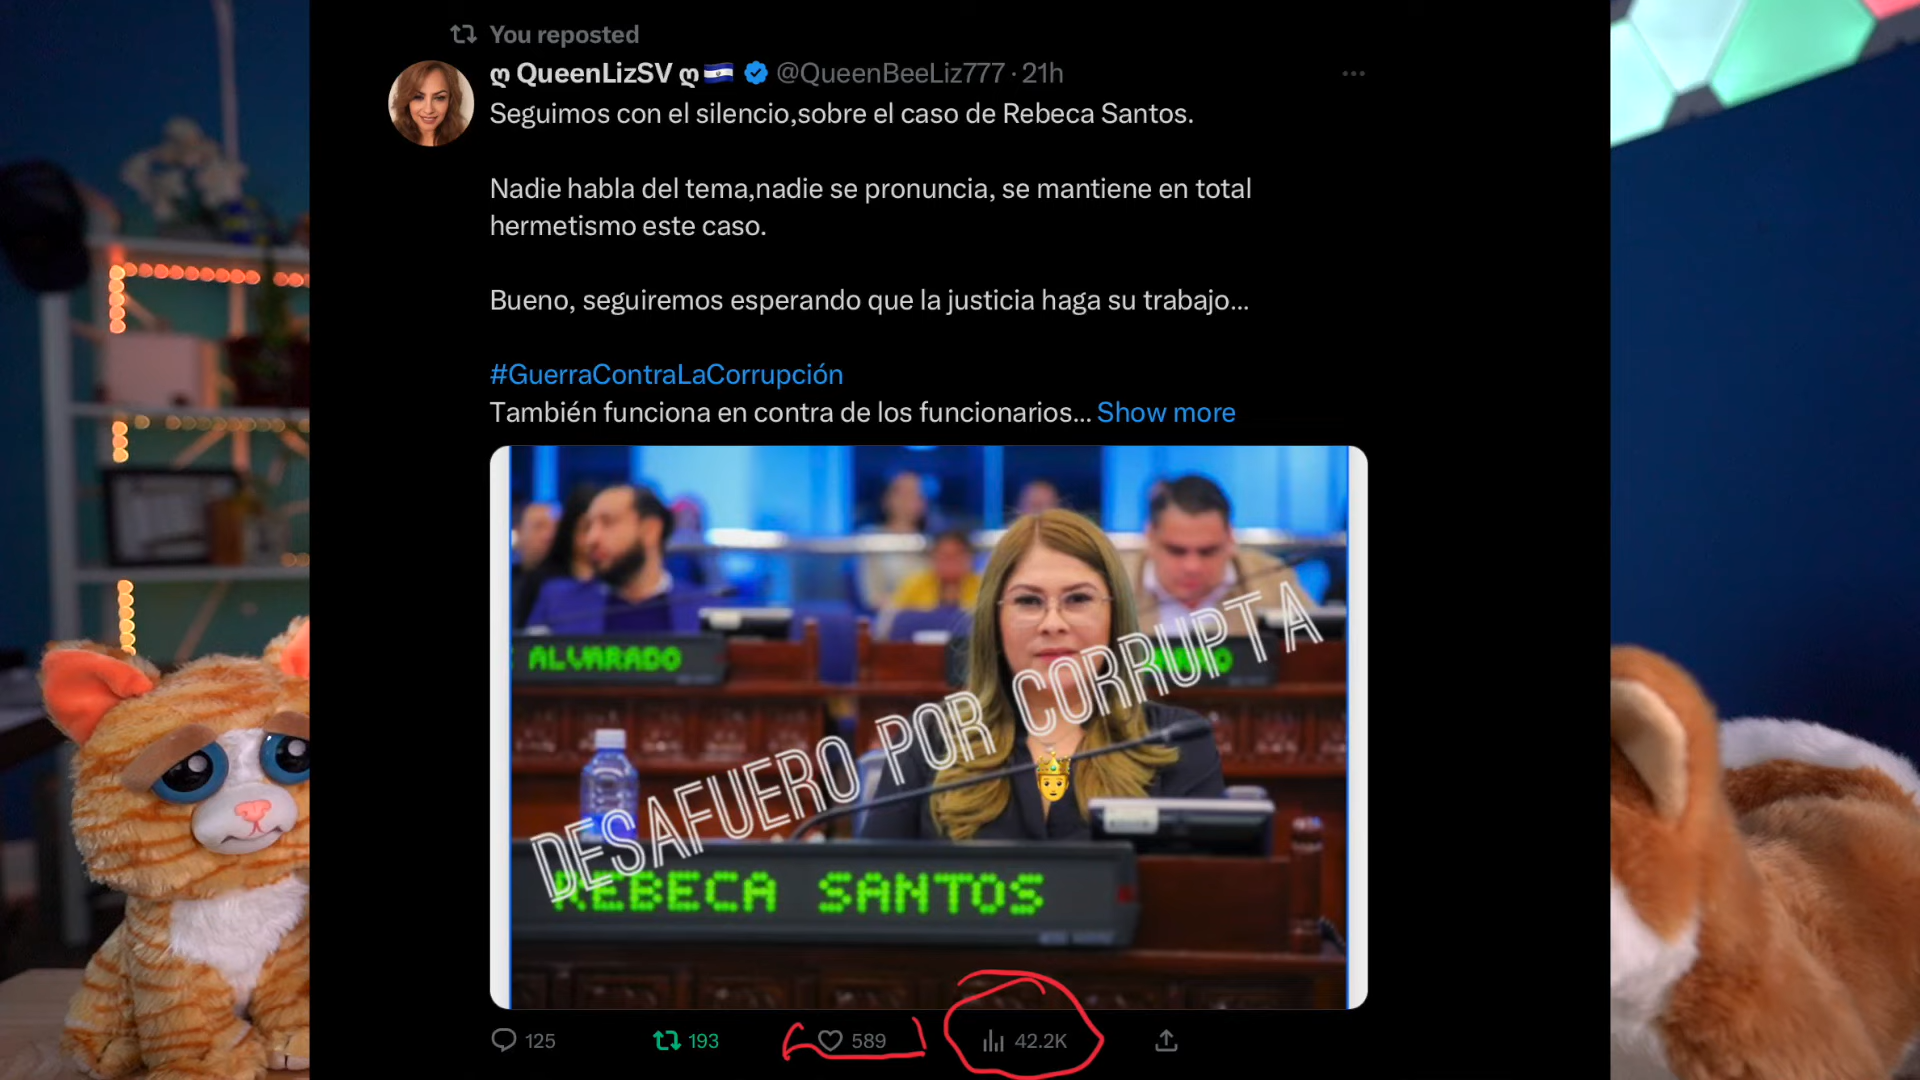 You reposted
ღ QueenLizSV ღ🇸🇻 @QueenBeeLiz777 · 21h
Seguimos con el silencio,sobre el caso de Rebeca Santos.
Nadie habla del tema,nadie se pronuncia, se mantiene en total
hermetismo este caso.
Bueno, seguiremos esperando que la justicia haga su trabajo...
#GuerraContraLaCorrupción
También funciona en contra de los funcionarios... Show more
ALVARADO
DESAFUERO POR CORRUPTA
REBECA SANTOS
125 193 589 42.2K